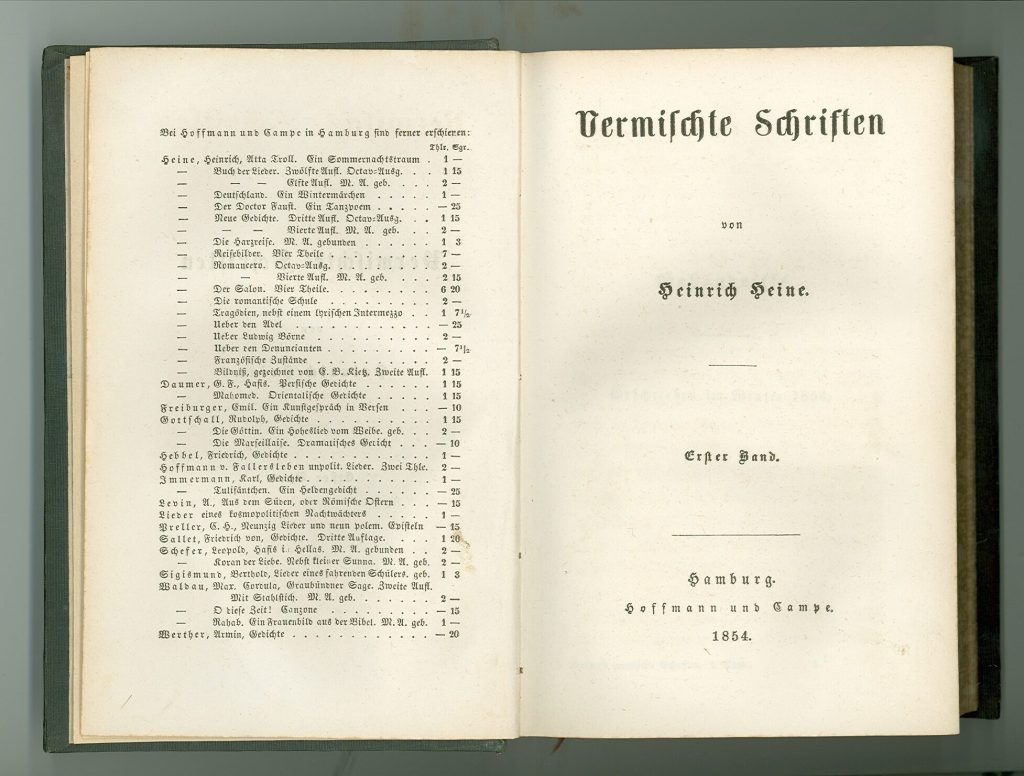 Bei Hoffmann und Campe in Hamburg sind ferner erschienen:
Thlr. Sgr.
Heine, Heinrich, Atta Troll. Ein Sommernachtstraum . 1 —
— Buch der Lieder. Zwölfte Aufl. Octav-Ausg. . . 1 15
— — — Elfte Aufl. M. A. geb. . . . 2 —
— Deutschland. Ein Wintermärchen . . . . . 1 —
— Der Doctor Faust. Ein Tanzpoem . . . . . — 25
— Neue Gedichte. Dritte Aufl. Octav-Ausg. . . 1 15
— — — Vierte Aufl. M. A. geb. . . 2 —
— Die Harzreise. M. A. gebunden . . . . . . 1 3
— Reisebilder. Vier Theile . . . . . . . . . 7 —
— Romancero. Octav-Ausg. . . . . . . . . 2 —
— — Vierte Aufl. M. A. geb. . . . . 2 15
— Der Salon. Vier Theile. . . . . . . . . . 6 20
— Die romantische Schule . . . . . . . . . 2 —
— Tragödien, nebst einem lyrischen Intermezzo . . 1 7½
— Ueber den Adel . . . . . . . . . . . . — 25
— Ueber Ludwig Börne . . . . . . . . . . 2 —
— Ueber den Denuncianten . . . . . . . . . — 7½
— Französische Zustände . . . . . . . . . . 2 —
— Bildniß, gezeichnet von E. B. Kietz. Zweite Aufl. 1 15
Daumer, G. F., Hafis. Persische Gedichte . . . . . . 1 15
— Mahomed. Orientalische Gedichte . . . . . . 1 15
Freiburger, Emil. Ein Kunstgespräch in Versen . . . — 10
Gottschall, Rudolph, Gedichte . . . . . . . . . . . 1 15
— Die Göttin. Ein Hoheslied vom Weibe. geb. . . 2 —
— Die Marseillaise. Dramatisches Gedicht . . . . — 10
Hebbel, Friedrich, Gedichte . . . . . . . . . . . . 1 —
Hoffmann v. Fallersleben unpolit. Lieder. Zwei Thle. 2 —
Immermann, Karl, Gedichte . . . . . . . . . . . 1 —
— Tulifäntchen. Ein Heldengedicht . . . . . . — 25
Levin, A., Aus dem Süden, oder Römische Ostern . . . — 15
Lieder eines kosmopolitischen Nachtwächters . . . . . 1 —
Preller, C. H., Neunzig Lieder und neun polem. Episteln — 15
Sallet, Friedrich von, Gedichte. Dritte Auflage. . . . 1 20
Schefer, Leopold, Hafis in Hellas. M. A. gebunden . . 2 —
— Koran der Liebe. Nebst kleiner Sunna. M. A. geb. 2 —
Sigismund, Berthold, Lieder eines fahrenden Schülers. geb. 1 3
Waldau, Max. Cordula, Graubündner Sage. Zweite Aufl.
Mit Stahlstich. M. A. geb. . . . . . . . 2 —
— O diese Zeit! Canzone . . . . . . . . . — 15
— Rahab. Ein Frauenbild aus der Bibel. M. A. geb. 1 —
Werther, Armin, Gedichte . . . . . . . . . . . . — 20
Vermischte Schriften
von
Heinrich Heine.
Erster Band.
Hamburg.
Hoffmann und Campe.
1854.